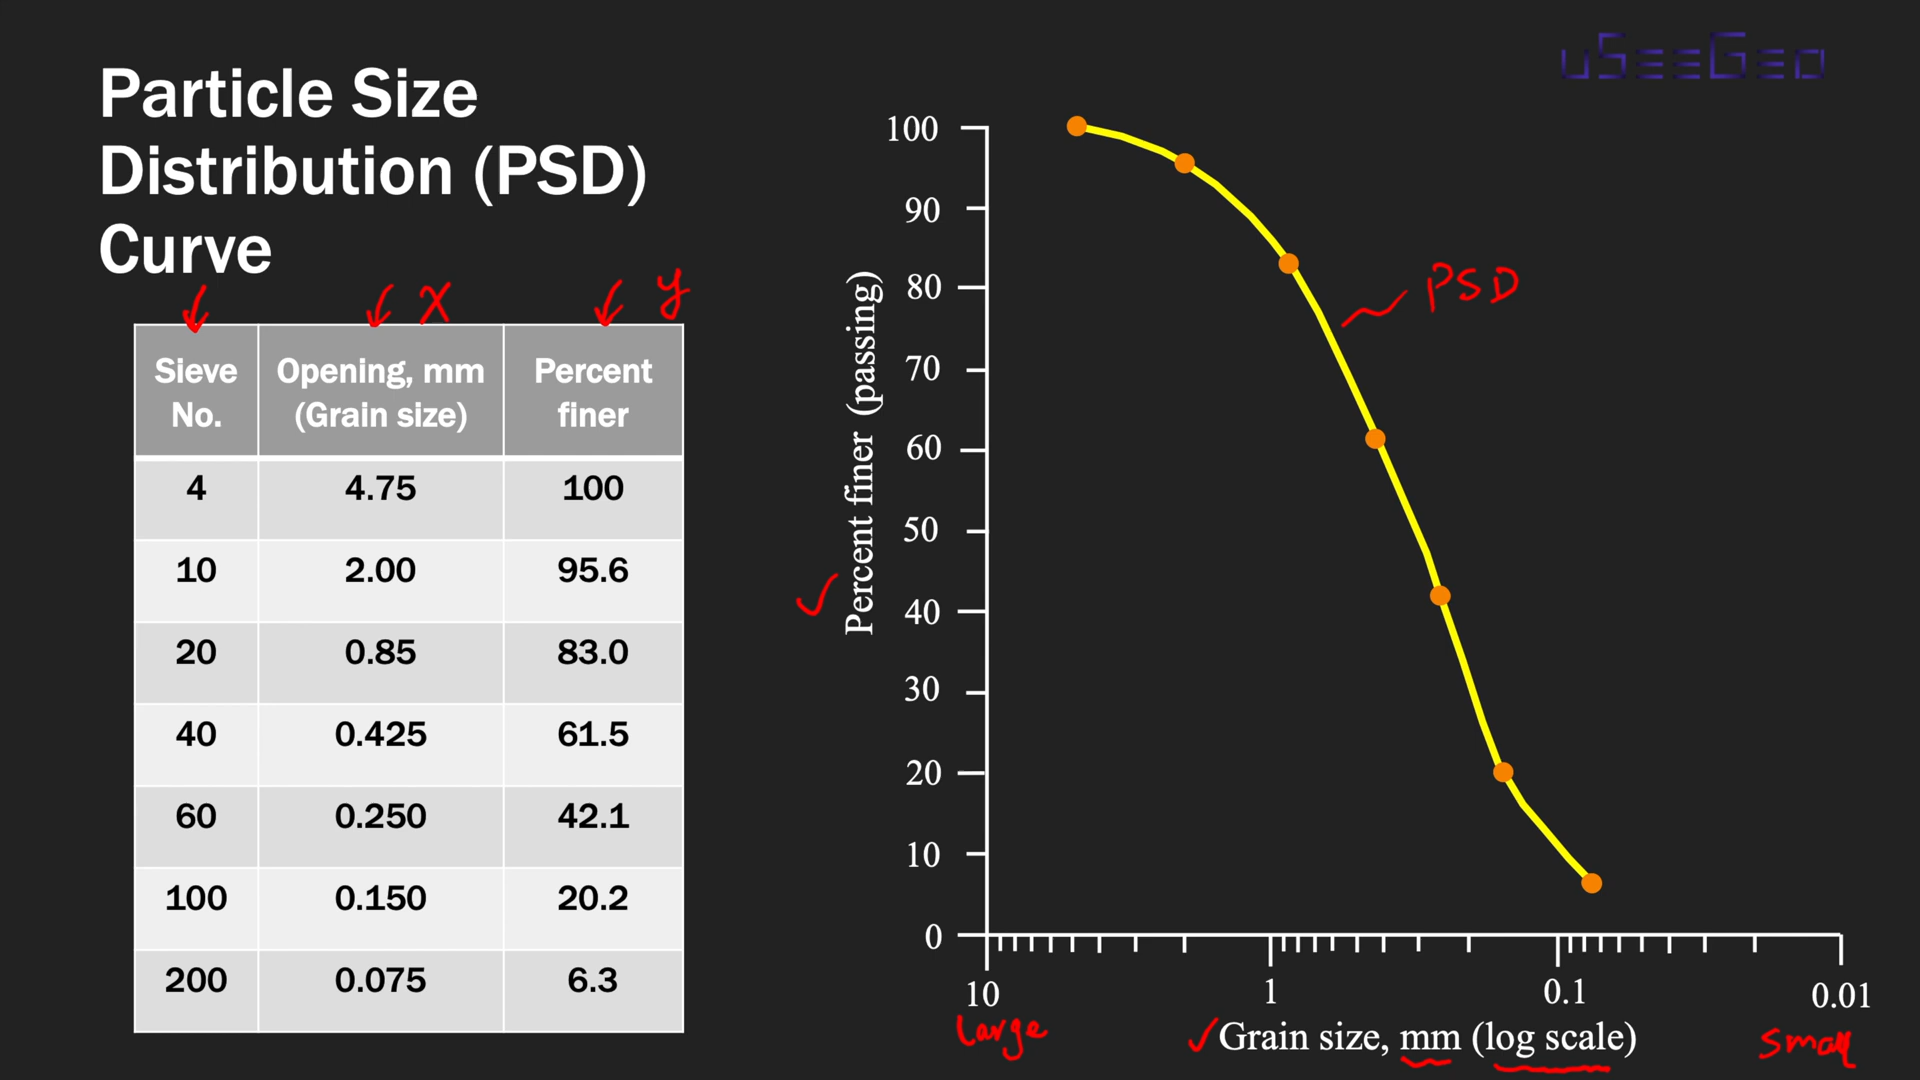 uSeeGeo
Particle Size
Distribution (PSD)
Curve
x
y
Sieve No. Opening, mm (Grain size) Percent finer
4 4.75 100
10 2.00 95.6
20 0.85 83.0
40 0.425 61.5
60 0.250 42.1
100 0.150 20.2
200 0.075 6.3
Percent finer (passing)
100
90
80
70
60
50
40
30
20
10
0
PSD
10 1 0.1 0.01
Large
Grain size, mm (log scale)
Small